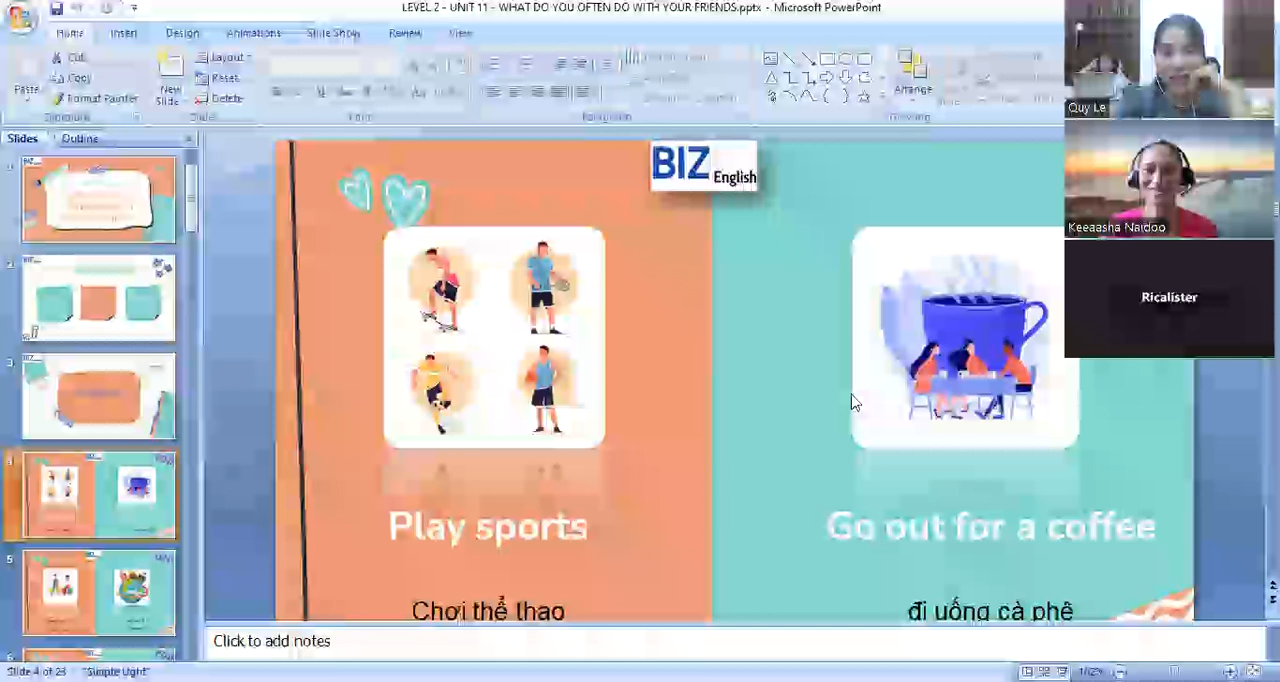 LEVEL 2 - UNIT 11 - WHAT DO YOU OFTEN DO WITH YOUR FRIENDS.pptx - Microsoft PowerPoint
Home Insert Design Animations Slide Show Review View
Cut
Copy
Format Painter
Paste
New Slide
Layout
Reset
Delete
Arrange
Slides Outline
BIZ English
Play sports
Go out for a coffee
Chơi thể thao
đi uống cà phê
Quy Le
Keeaasha Naidoo
Ricalister
Click to add notes
Slide 4 of 23 "Simple Light"